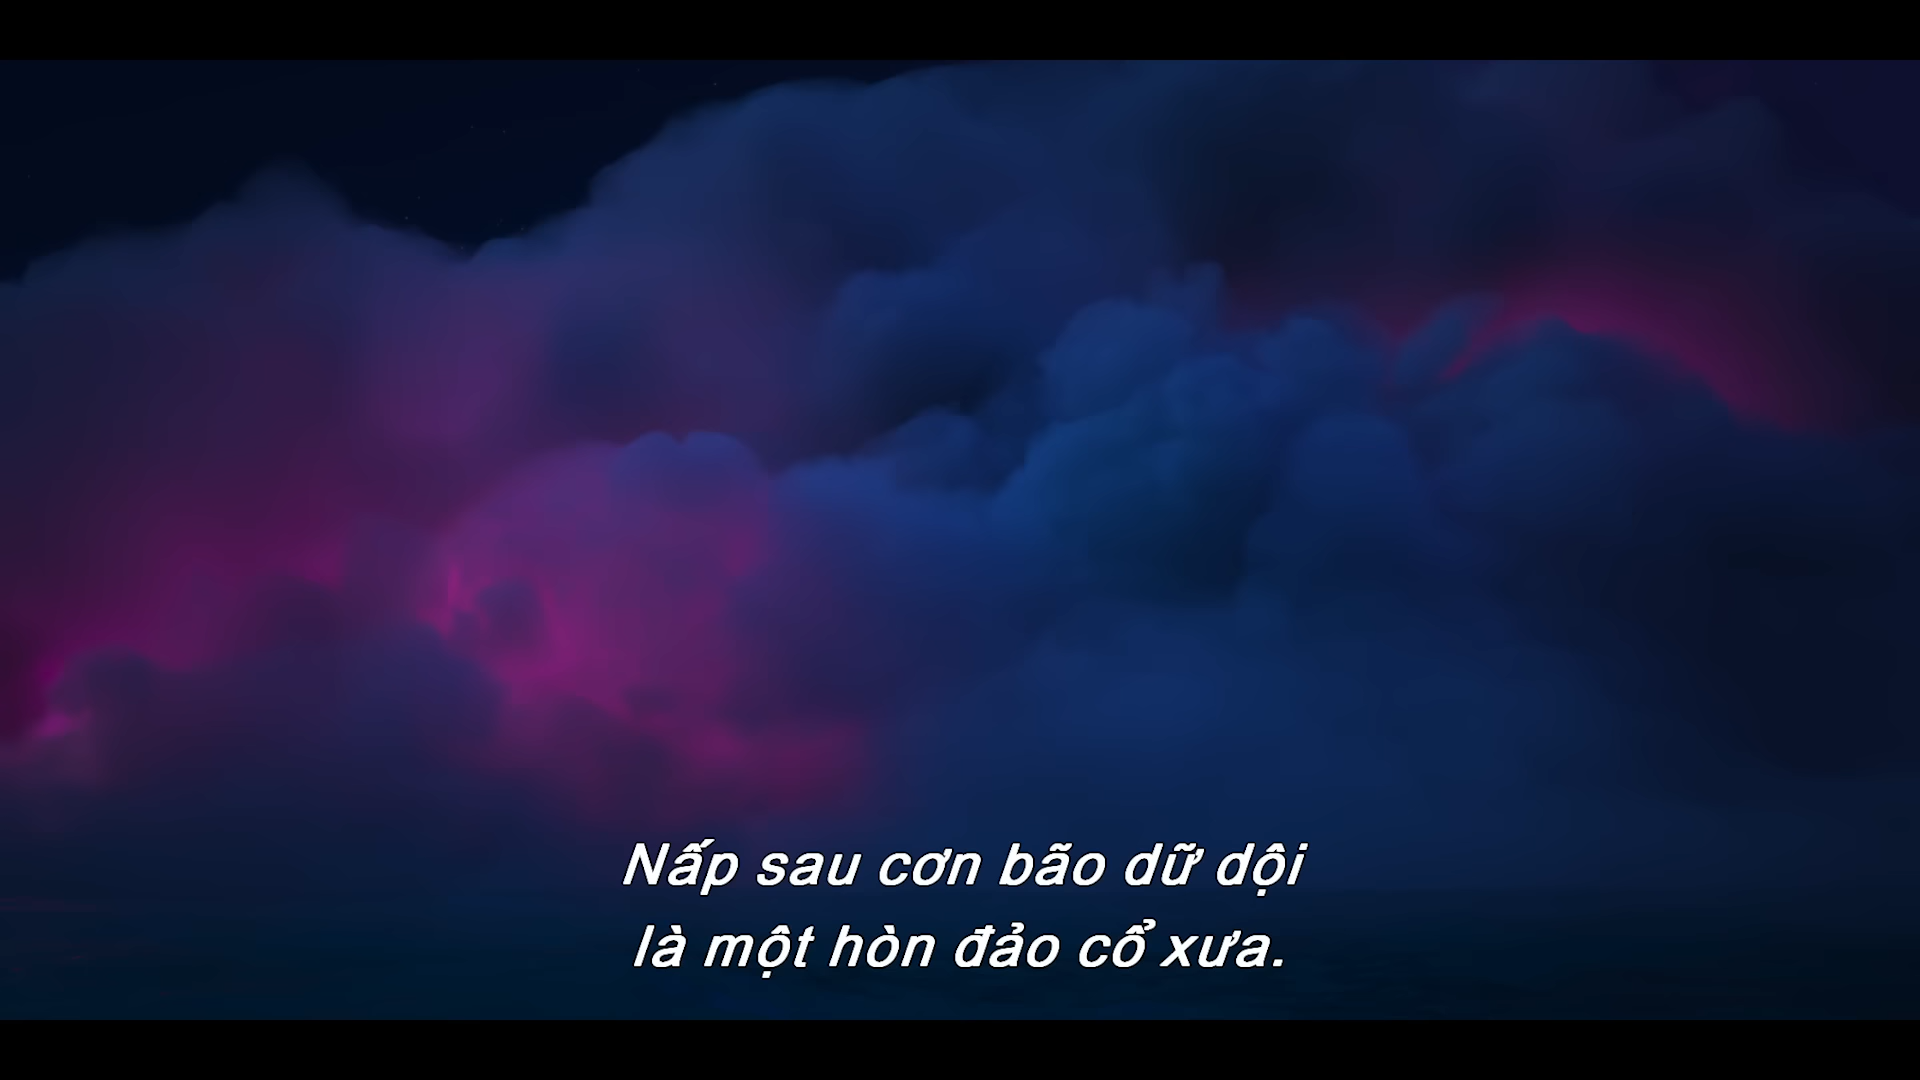 Nấp sau cơn bão dữ dội
là một hòn đảo cổ xưa.